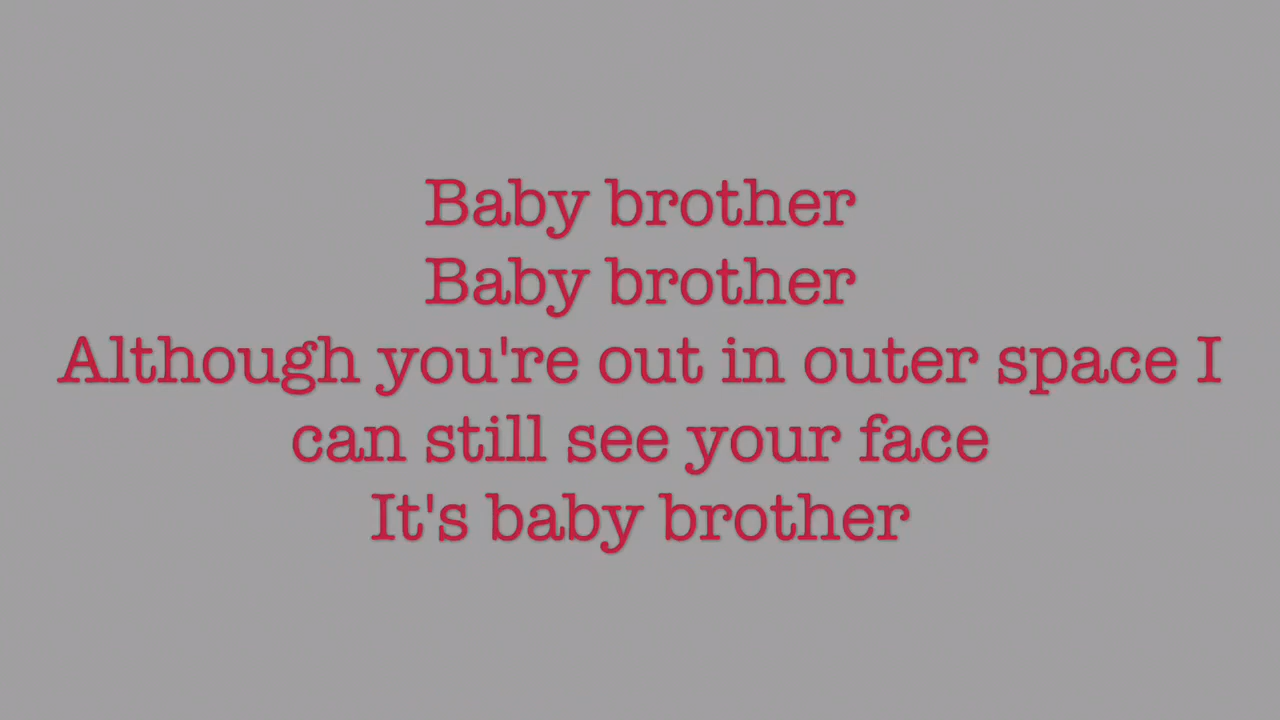 Baby brother
Baby brother
Although you're out in outer space I
can still see your face
It's baby brother